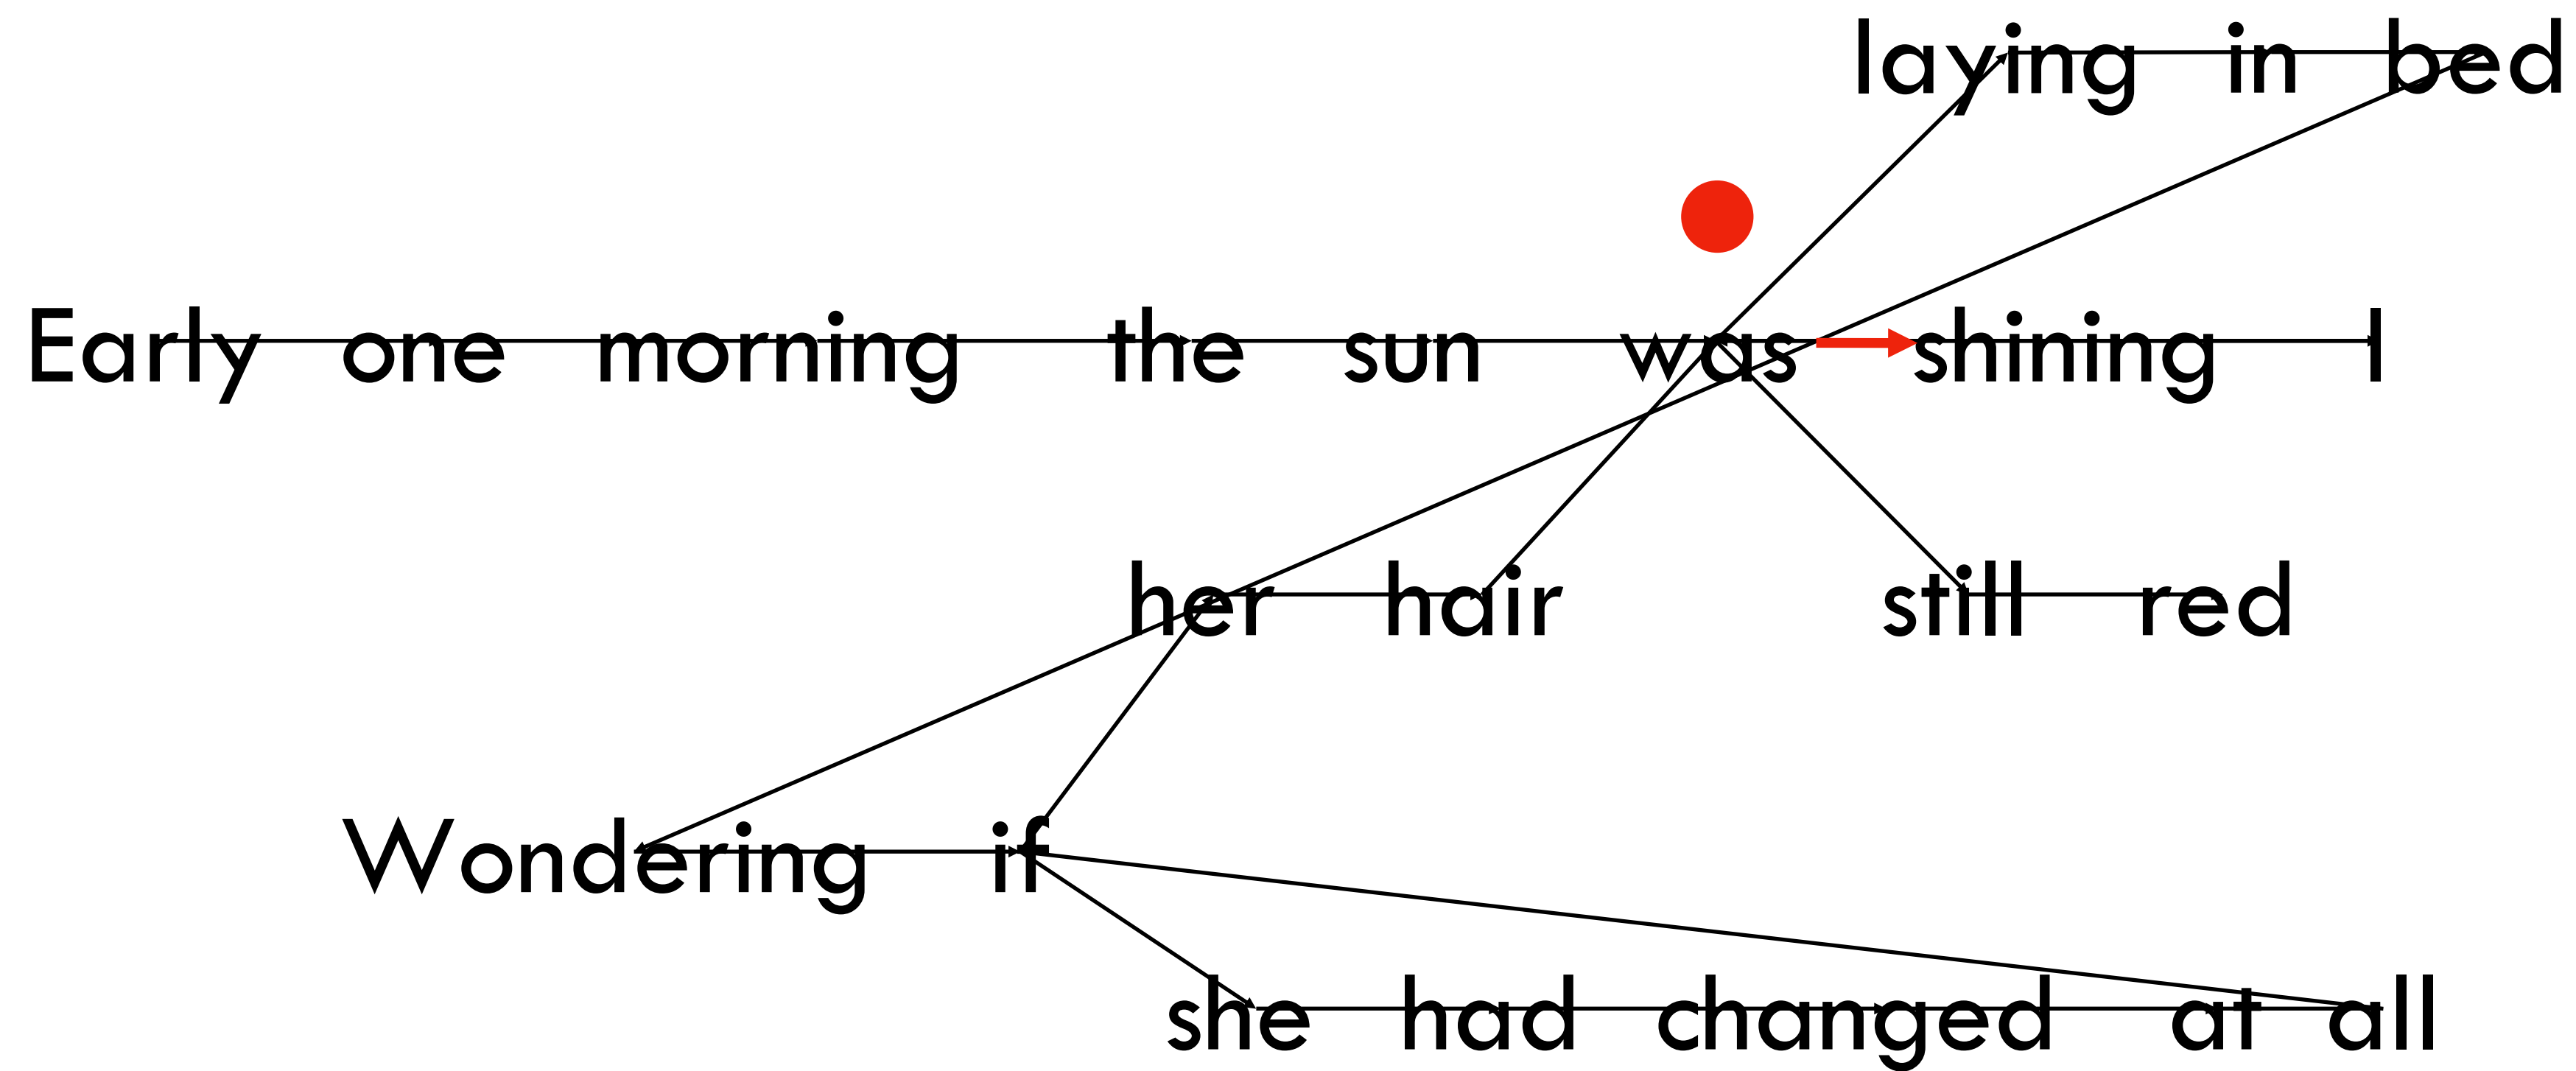 laying in bed
Early one morning the sun was shining I
her hair still red
Wondering if
she had changed at all